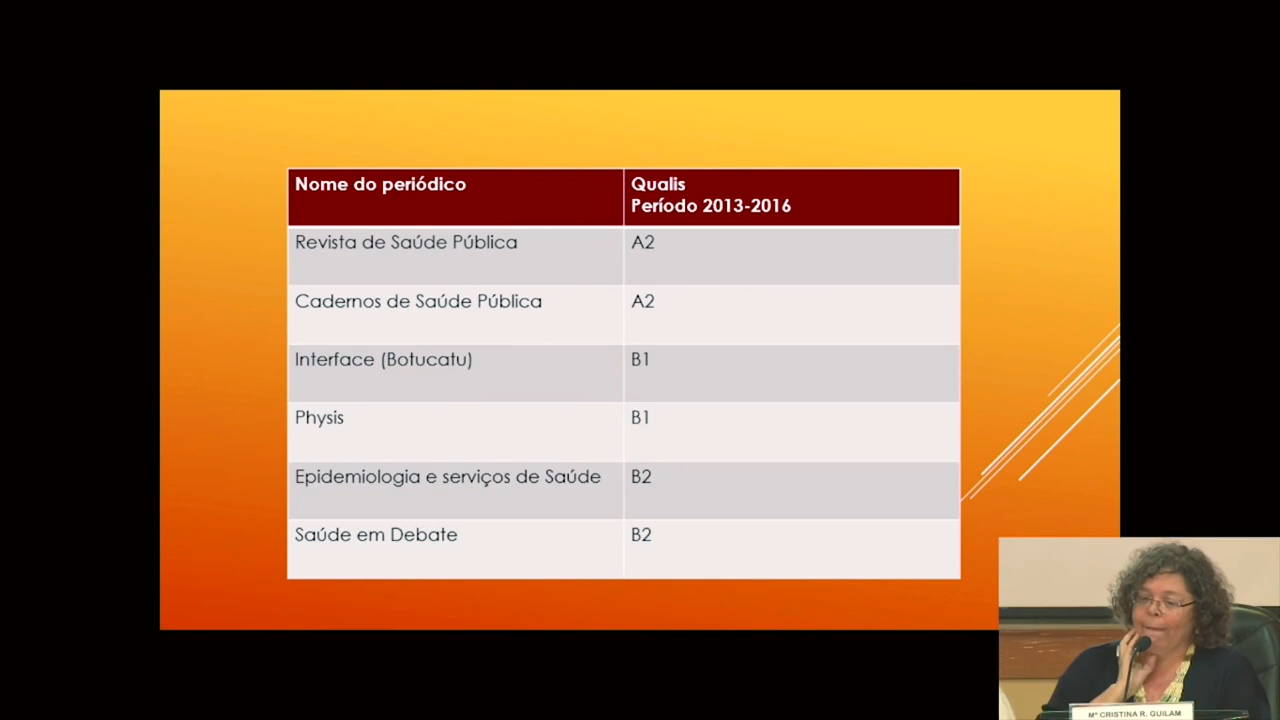 Nome do periódico
Qualis
Período 2013-2016
Revista de Saúde Pública
A2
Cadernos de Saúde Pública
A2
Interface (Botucatu)
B1
Physis
B1
Epidemiologia e serviços de Saúde
B2
Saúde em Debate
B2
Mª CRISTINA R. GUILAM